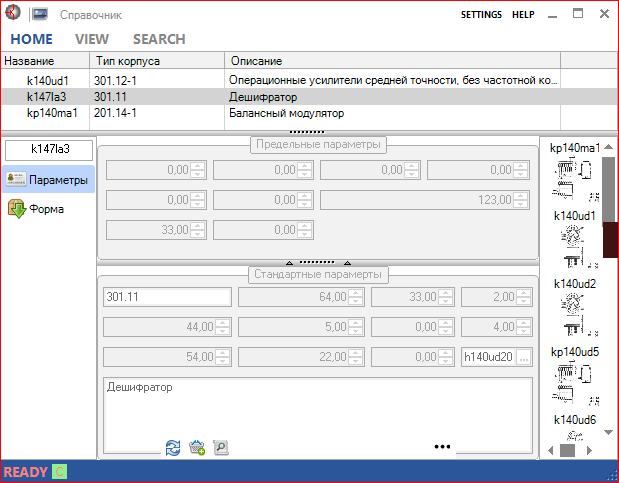 Справочник SETTINGS HELP
HOME VIEW SEARCH
Название Тип корпуса Описание
k140ud1 301.12-1 Операционные усилители средней точности, без частотной ко...
k147la3 301.11 Дешифратор
kp140ma1 201.14-1 Балансный модулятор
k147la3
Параметры
Форма
Предельные параметры
0,00 0,00 0,00 0,00
0,00 0,00 123,00
33,00 0,00
Стандартные парамерты
301.11 64,00 33,00 2,00
44,00 5,00 0,00 4,00
54,00 22,00 0,00 h140ud20 ...
Дешифратор
kp140ma1
k140ud1
k140ud2
kp140ud5
k140ud6
READY C